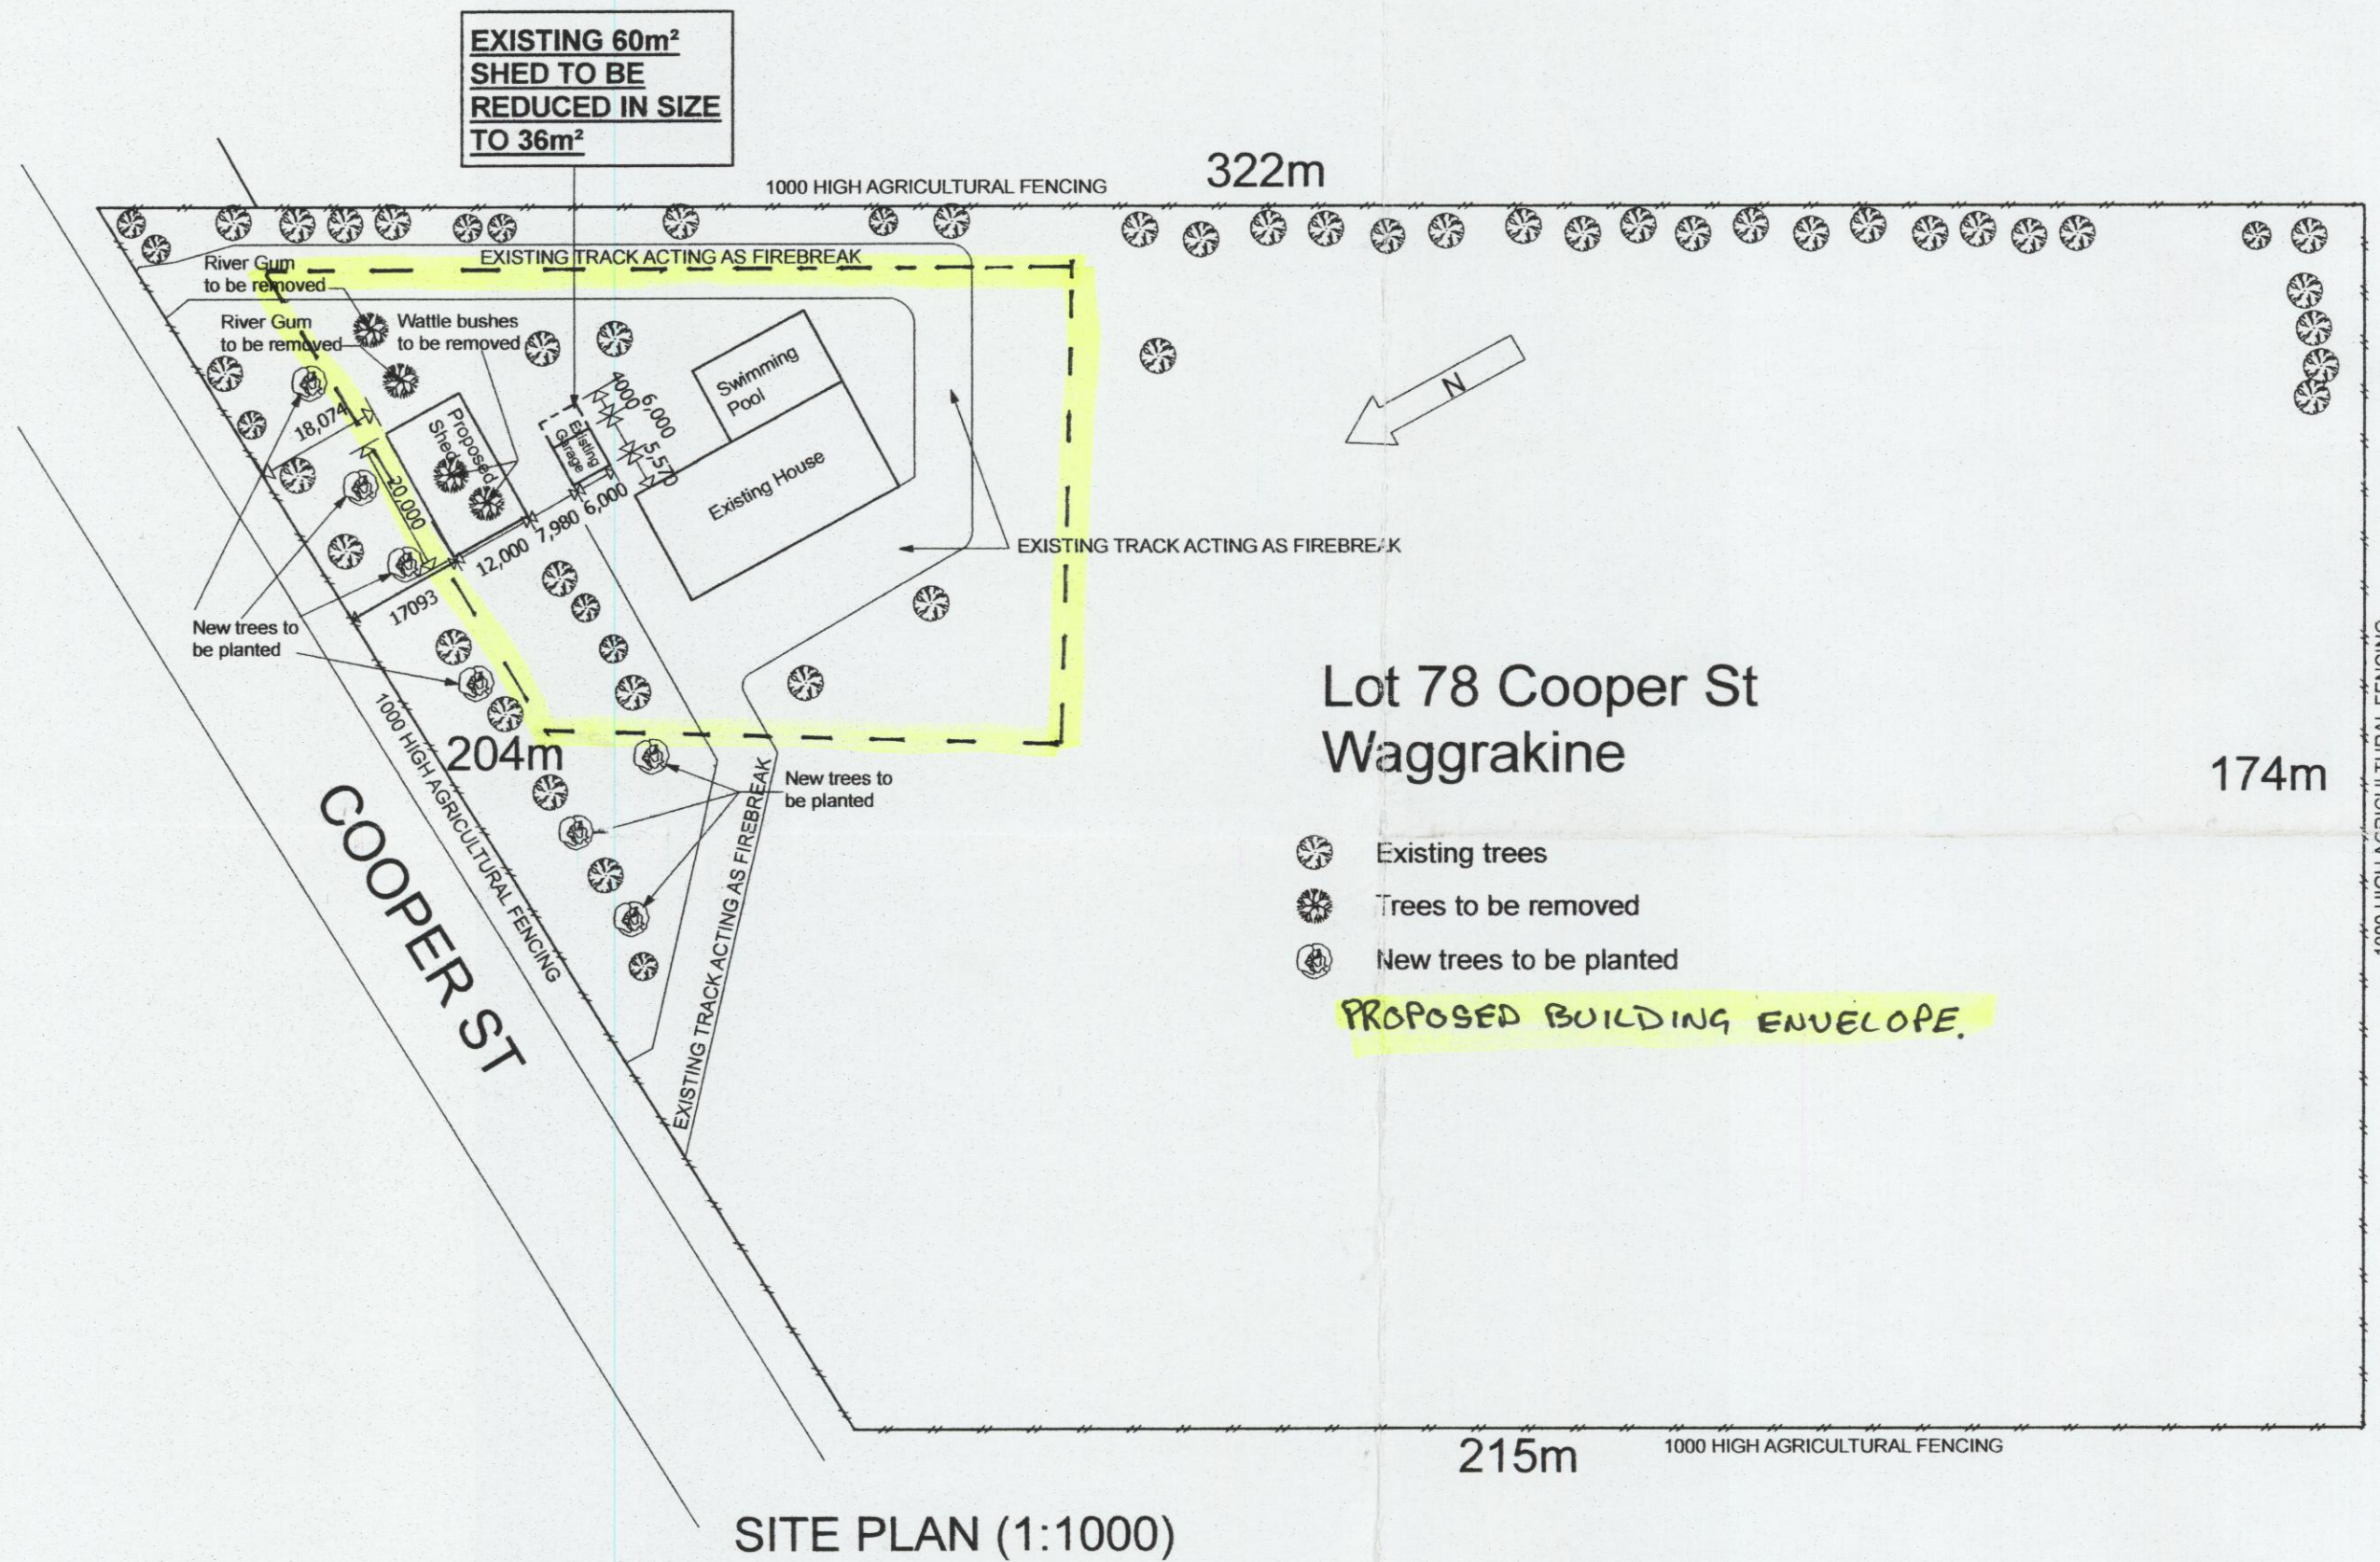 EXISTING 60m²
SHED TO BE
REDUCED IN SIZE
TO 36m²
322m
1000 HIGH AGRICULTURAL FENCING
EXISTING TRACK ACTING AS FIREBREAK
River Gum
to be removed
River Gum
to be removed
Wattle bushes
to be removed
Swimming
Pool
4000
6,000
5,570
18,074
Proposed
Shed
Existing
Garage
N
20,000
Existing House
12,000
7,980
6,000
EXISTING TRACK ACTING AS FIREBREAK
17093
New trees to
be planted
1000 HIGH AGRICULTURAL FENCING
Lot 78 Cooper St
Waggrakine
204m
174m
1000 HIGH AGRICULTURAL FENCING
New trees to
be planted
COOPER ST
EXISTING TRACK ACTING AS FIREBREAK
Existing trees
Trees to be removed
New trees to be planted
PROPOSED BUILDING ENVELOPE.
215m
1000 HIGH AGRICULTURAL FENCING
SITE PLAN (1:1000)